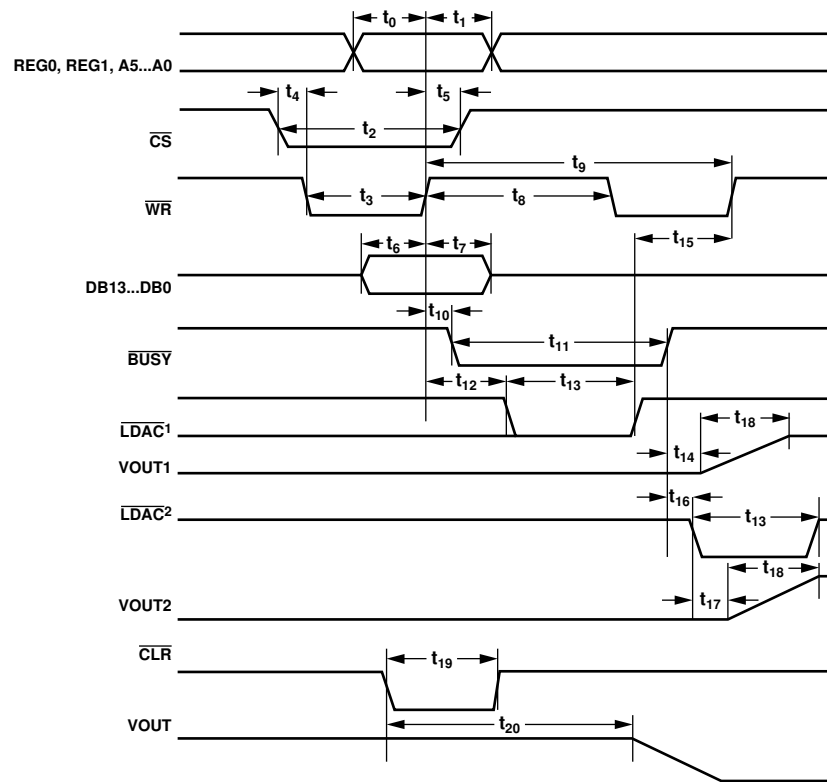 t0 t1
REG0, REG1, A5...A0
t4 t5
t2
CS
t9
t3 t8
WR
t15
t6 t7
DB13...DB0
t10
t11
BUSY
t12 t13
t18
LDAC1
t14
VOUT1
t16
LDAC2
t13
t18
t17
VOUT2
CLR
t19
t20
VOUT